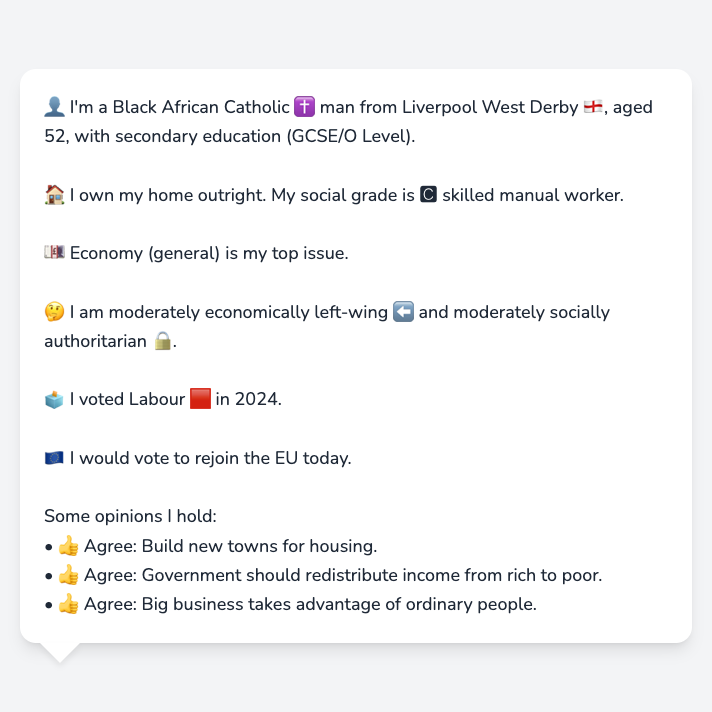 👤 I'm a Black African Catholic ✝️ man from Liverpool West Derby 🏴󠁧󠁢󠁥󠁮󠁧󠁿, aged
52, with secondary education (GCSE/O Level).
🏠 I own my home outright. My social grade is 🅲 skilled manual worker.
💷 Economy (general) is my top issue.
🤔 I am moderately economically left-wing ⬅️ and moderately socially
authoritarian 🔒.
🗳️ I voted Labour 🟥 in 2024.
🇪🇺 I would vote to rejoin the EU today.
Some opinions I hold:
• 👍 Agree: Build new towns for housing.
• 👍 Agree: Government should redistribute income from rich to poor.
• 👍 Agree: Big business takes advantage of ordinary people.